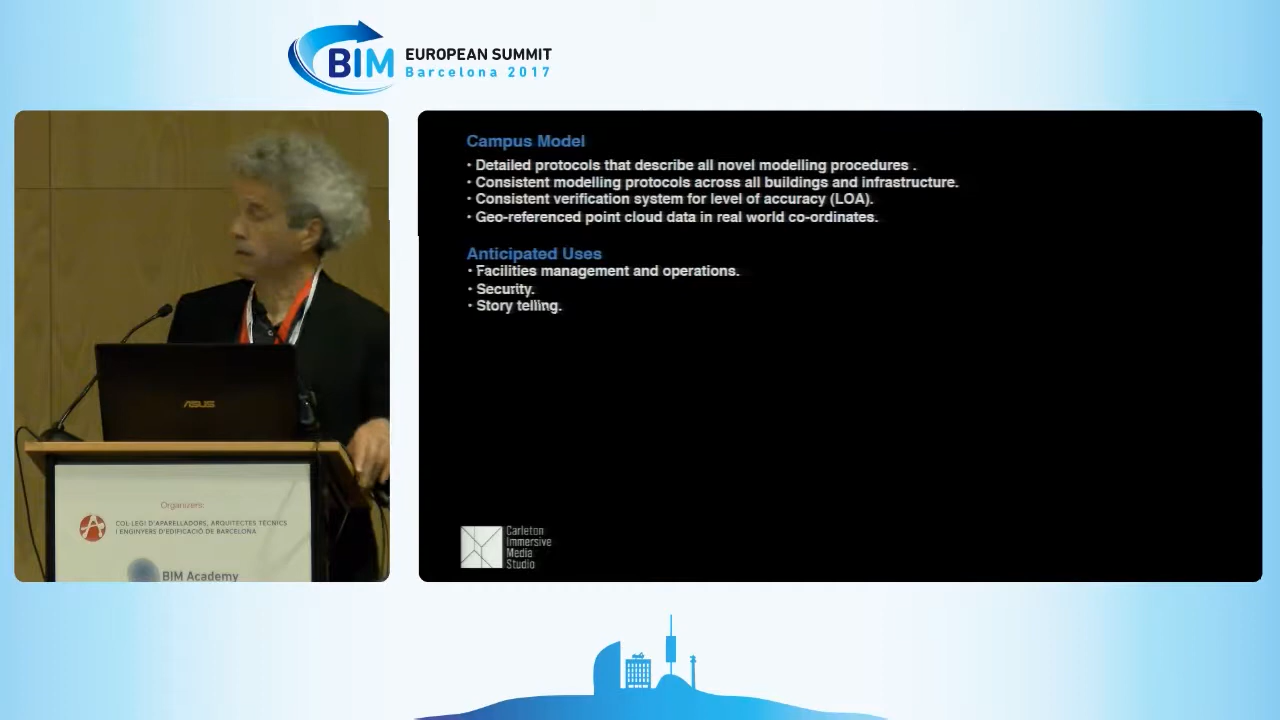 BIM EUROPEAN SUMMIT
Barcelona 2017
Campus Model
• Detailed protocols that describe all novel modelling procedures .
• Consistent modelling protocols across all buildings and infrastructure.
• Consistent verification system for level of accuracy (LOA).
• Geo-referenced point cloud data in real world co-ordinates.
Anticipated Uses
• Facilities management and operations.
• Security.
• Story telling.
Carleton
Immersive
Media
Studio
ASUS
Organizers:
COL·LEGI D'APARELLADORS, ARQUITECTES TÈCNICS
I ENGINYERS D'EDIFICACIÓ DE BARCELONA
BIM Academy